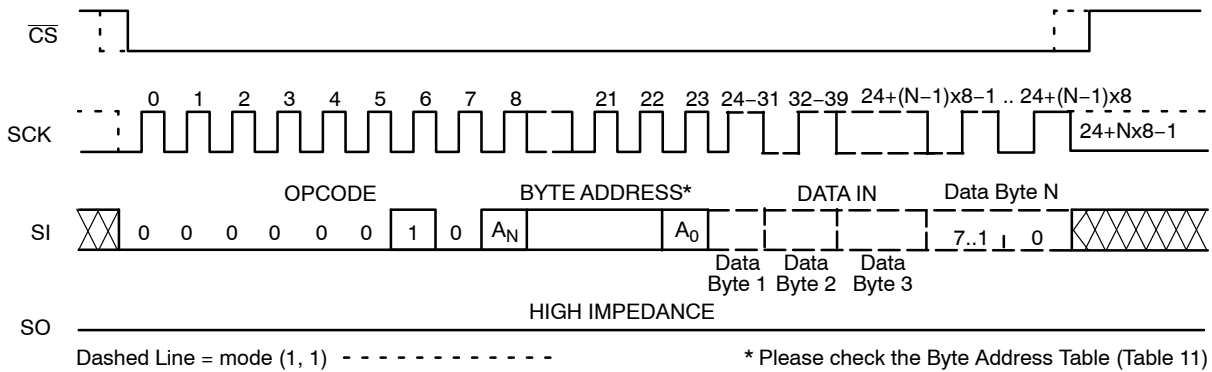 CS
0 1 2 3 4 5 6 7 8 21 22 23 24−31 32−39 24+(N−1)x8−1 .. 24+(N−1)x8
SCK
24+Nx8−1
OPCODE BYTE ADDRESS* DATA IN Data Byte N
SI
0 0 0 0 0 0 1 0 AN A0 7..1 0
Data Byte 1
Data Byte 2
Data Byte 3
HIGH IMPEDANCE
SO
Dashed Line = mode (1, 1)
* Please check the Byte Address Table (Table 11)